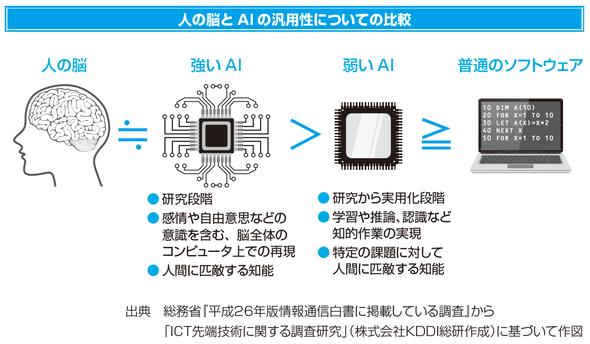 人の脳とAIの汎用性についての比較
人の脳
強いAI
弱いAI
普通のソフトウェア
≒
>
≧
10 DIM A(10)
20 FOR X=1 TO 10
30 LET A(X)=X*2
40 NEXT X
50 FOR X=1 TO 10
●研究段階
●感情や自由意思などの
意識を含む、脳全体の
コンピュータ上での再現
●人間に匹敵する知能
●研究から実用化段階
●学習や推論、認識など
知的作業の実現
●特定の課題に対して
人間に匹敵する知能
出典 総務省『平成26年版情報通信白書に掲載している調査』から
「ICT先端技術に関する調査研究」(株式会社KDDI総研作成)に基づいて作図